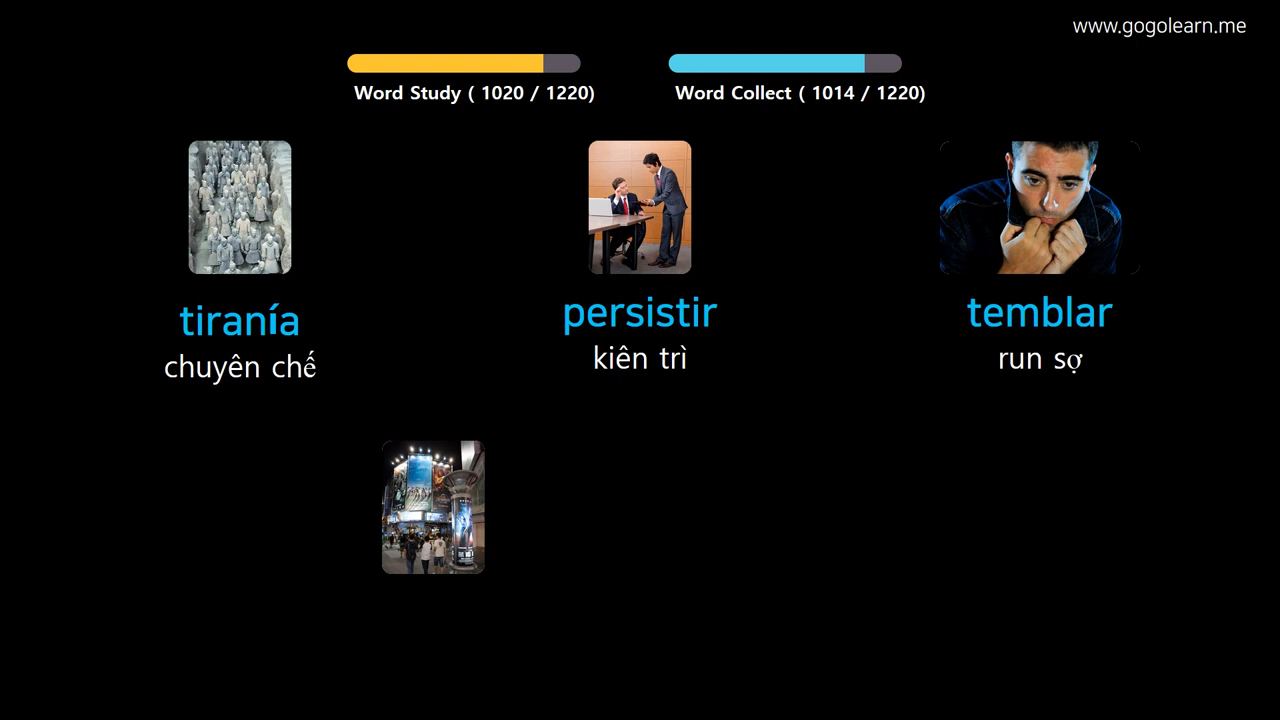 www.gogolearn.me
Word Study ( 1020 / 1220)
Word Collect ( 1014 / 1220)
tiranía
chuyên chế
persistir
kiên trì
temblar
run sợ